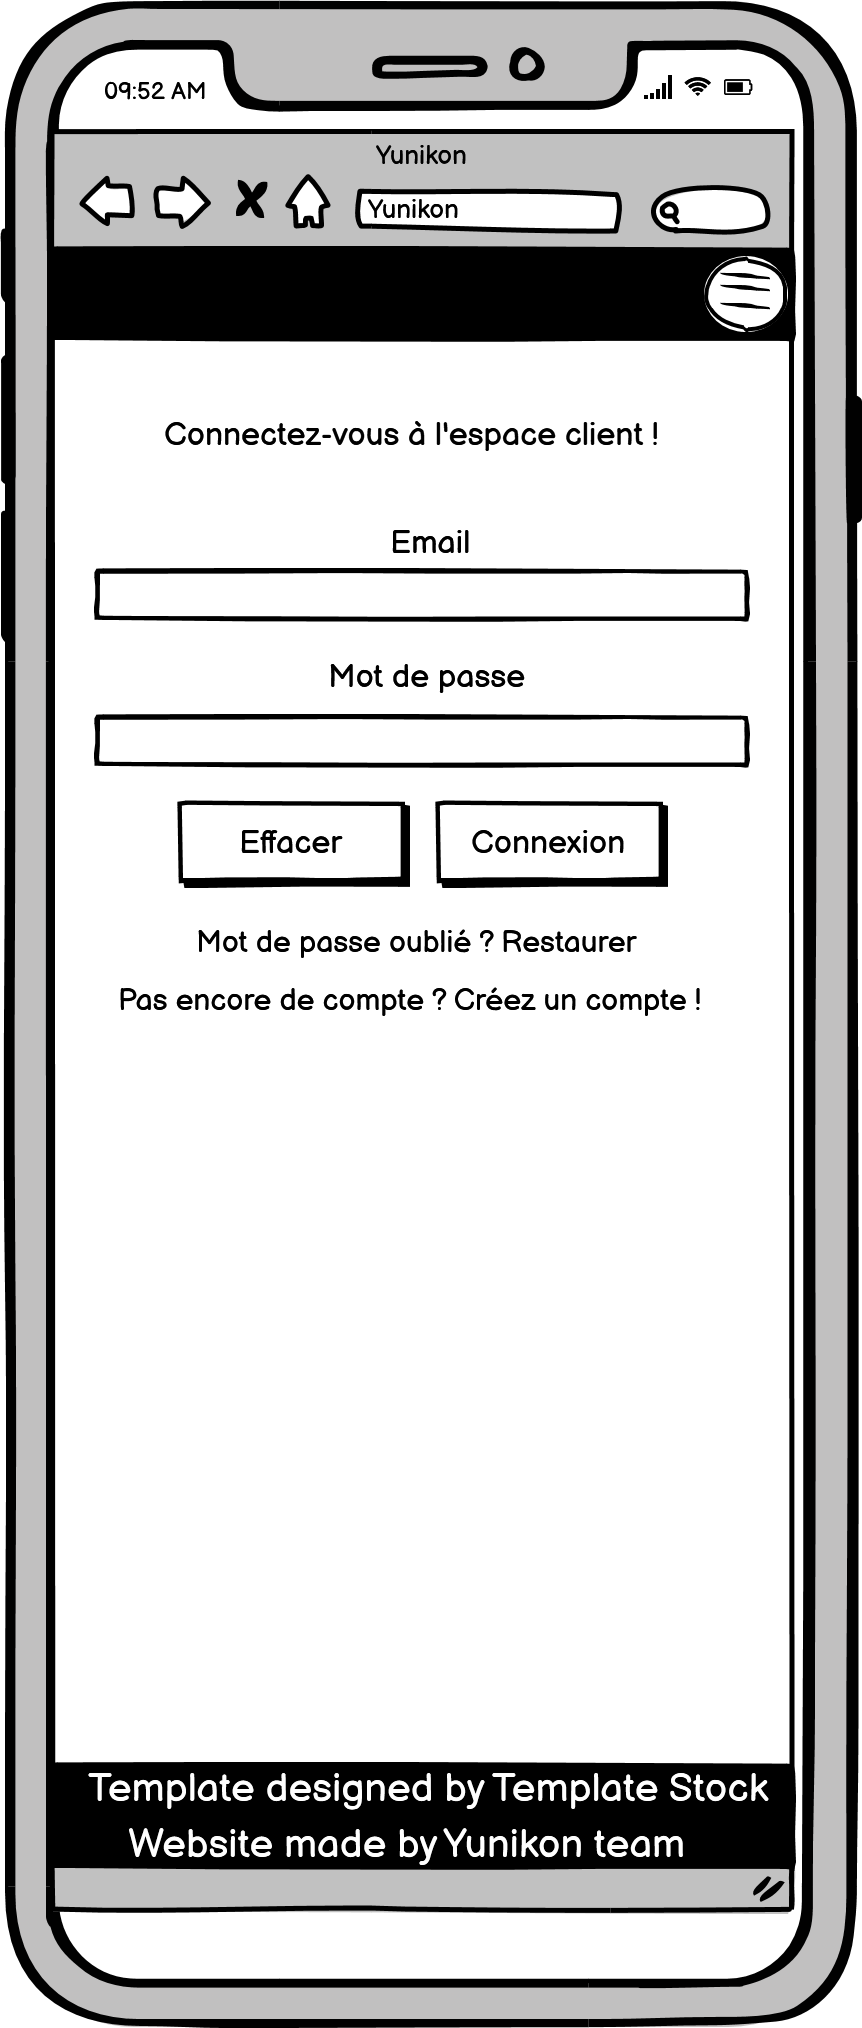 09:52 AM
Yunikon
Yunikon
Connectez-vous à l'espace client !
Email
Mot de passe
Effacer Connexion
Mot de passe oublié ? Restaurer
Pas encore de compte ? Créez un compte !
Template designed by Template Stock
Website made by Yunikon team